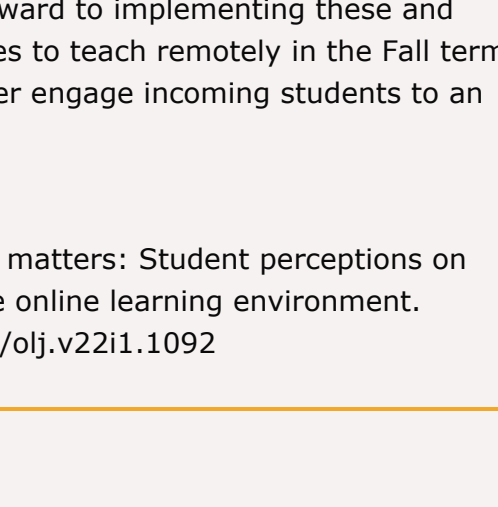 ward to implementing these and
es to teach remotely in the Fall term
er engage incoming students to an
matters: Student perceptions on
e online learning environment.
/olj.v22i1.1092